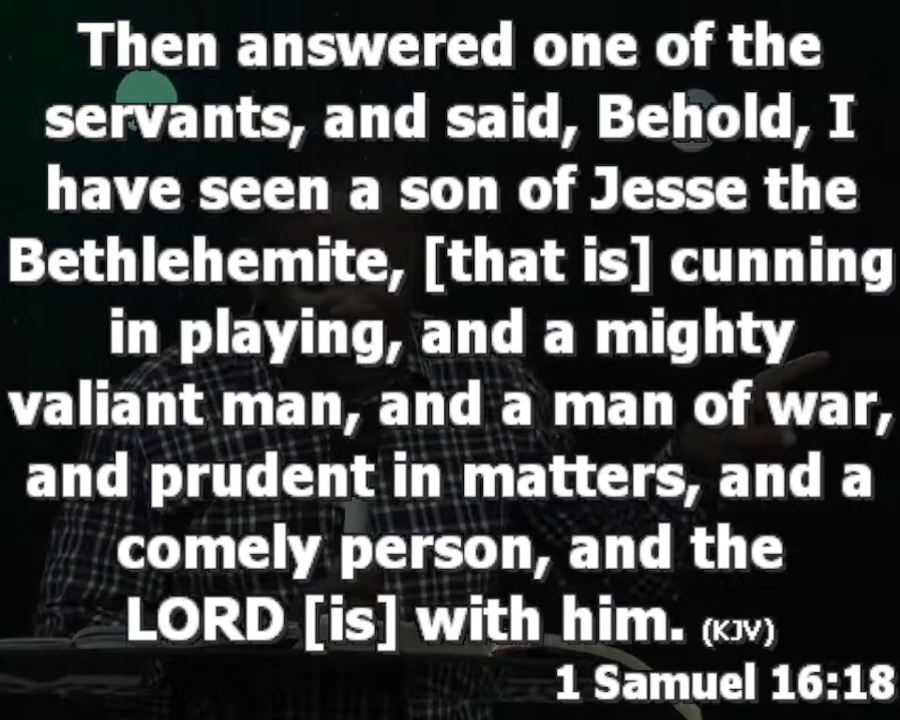 Then answered one of the
servants, and said, Behold, I
have seen a son of Jesse the
Bethlehemite, [that is] cunning
in playing, and a mighty
valiant man, and a man of war,
and prudent in matters, and a
comely person, and the
LORD [is] with him. (KJV)
1 Samuel 16:18